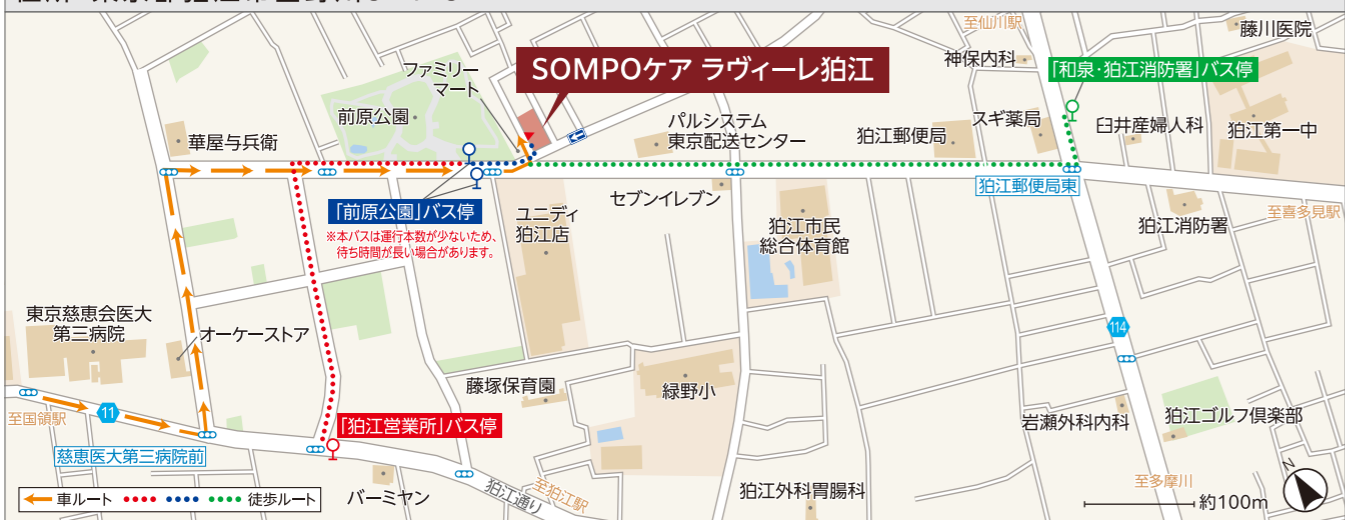 至仙川駅
藤川医院
神保内科
ファミリー
マート
SOMPOケア ラヴィーレ狛江
「和泉・狛江消防署」バス停
前原公園
パルシステム
東京配送センター
狛江郵便局
スギ薬局
臼井産婦人科
狛江第一中
華屋与兵衛
狛江郵便局東
セブンイレブン
「前原公園」バス停
※本バスは運行本数が少ないため、
待ち時間が長い場合があります。
ユニディ
狛江店
狛江市民
総合体育館
狛江消防署
至喜多見駅
東京慈恵会医大
第三病院
オーケーストア
114
藤塚保育園
緑野小
至国領駅
11
「狛江営業所」バス停
慈恵医大第三病院前
岩瀬外科内科
狛江ゴルフ倶楽部
車ルート
徒歩ルート
バーミヤン
狛江通り
至狛江駅
狛江外科胃腸科
至多摩川
N
約100m